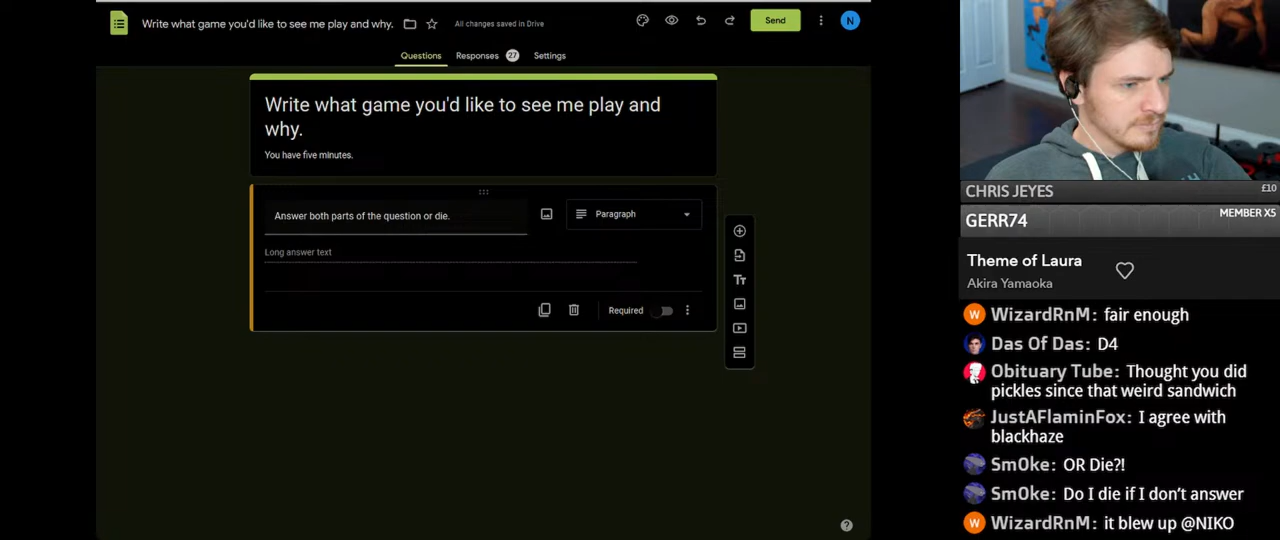 Write what game you'd like to see me play and why.
All changes saved in Drive
Send
N
Questions
Responses 27
Settings
Write what game you'd like to see me play and
why.
You have five minutes.
Answer both parts of the question or die.
Paragraph
Long answer text
Required
CHRIS JEYES £10
GERR74 MEMBER X5
Theme of Laura
Akira Yamaoka
W WizardRnM: fair enough
Das Of Das: D4
Obituary Tube: Thought you did
pickles since that weird sandwich
JustAFlaminFox: I agree with
blackhaze
Sm0ke: OR Die?!
Sm0ke: Do I die if I don't answer
W WizardRnM: it blew up @NIKO